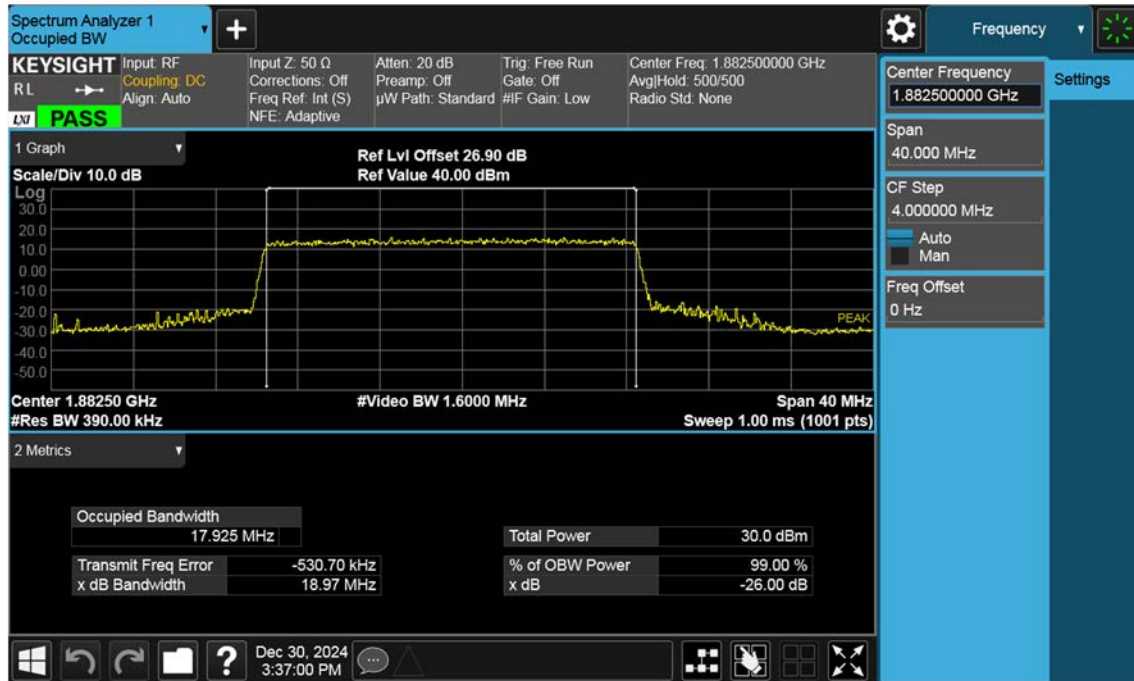 Spectrum Analyzer 1
Occupied BW
+
Frequency
KEYSIGHT
R L
LXI
PASS
Input: RF
Coupling: DC
Align: Auto
Input Z: 50 Ω
Corrections: Off
Freq Ref: Int (S)
NFE: Adaptive
Atten: 20 dB
Preamp: Off
µW Path: Standard
Trig: Free Run
Gate: Off
#IF Gain: Low
Center Freq: 1.882500000 GHz
Avg|Hold: 500/500
Radio Std: None
1 Graph
Scale/Div 10.0 dB
Ref Lvl Offset 26.90 dB
Ref Value 40.00 dBm
Log
30.0
20.0
10.0
0.00
-10.0
-20.0
-30.0
-40.0
-50.0
PEAK
Center 1.88250 GHz
#Video BW 1.6000 MHz
Span 40 MHz
#Res BW 390.00 kHz
Sweep 1.00 ms (1001 pts)
2 Metrics
Occupied Bandwidth
17.925 MHz
Total Power 30.0 dBm
Transmit Freq Error -530.70 kHz
% of OBW Power 99.00 %
x dB Bandwidth 18.97 MHz
x dB -26.00 dB
?
Dec 30, 2024
3:37:00 PM
Center Frequency
1.882500000 GHz
Settings
Span
40.000 MHz
CF Step
4.000000 MHz
Auto
Man
Freq Offset
0 Hz